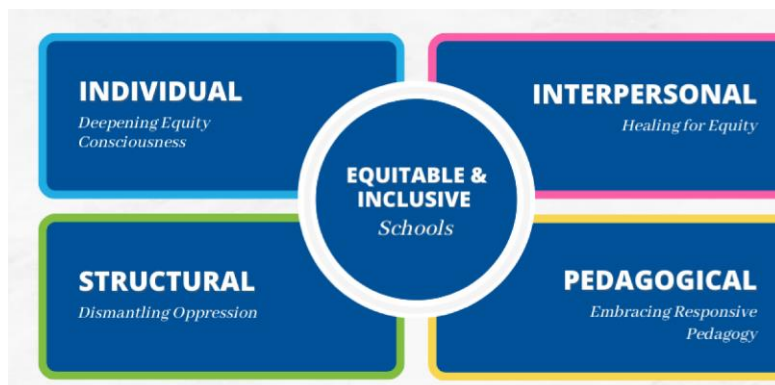 INDIVIDUAL
Deepening Equity
Consciousness
INTERPERSONAL
Healing for Equity
EQUITABLE &
INCLUSIVE
Schools
STRUCTURAL
Dismantling Oppression
PEDAGOGICAL
Embracing Responsive
Pedagogy